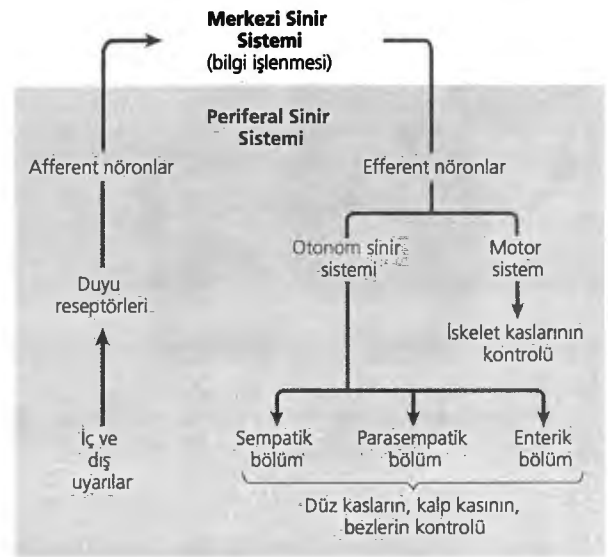 Merkezi Sinir
Sistemi
(bilgi işlenmesi)
Periferal Sinir
Sistemi
Afferent nöronlar
Efferent nöronlar
Otonom sinir
sistemi
Motor
sistem
Duyu
reseptörleri
İskelet kaslarının
kontrolü
İç ve
dış
uyarılar
Sempatik
bölüm
Parasempatik
bölüm
Enterik
bölüm
Düz kasların, kalp kasının,
bezlerin kontrolü